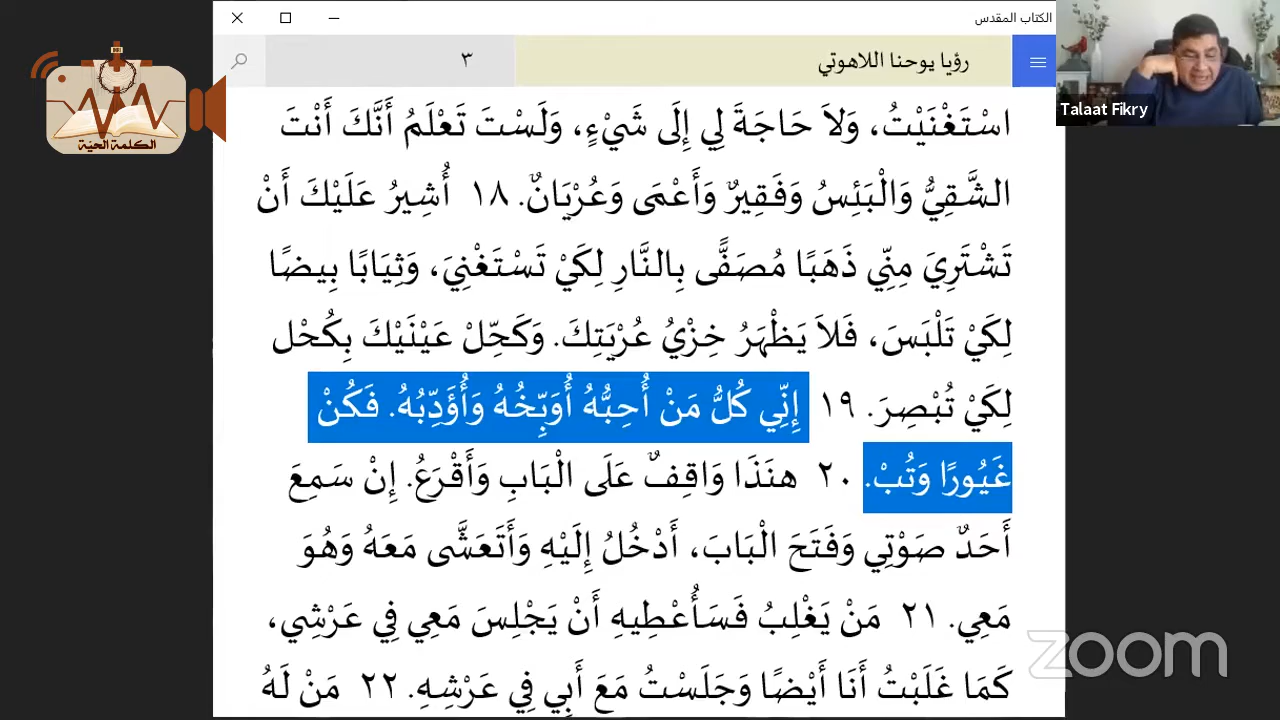 الكتاب المقدس
رؤيا يوحنا اللاهوتي
٣
اسْتَغْنَيْتُ، وَلاَ حَاجَةَ لِي إِلَى شَيْءٍ، وَلَسْتَ تَعْلَمُ أَنَّكَ أَنْتَ
الشَّقِيُّ وَالْبَئِسُ وَفَقِيرٌ وَأَعْمَى وَعُرْيَانٌ. ١٨ أُشِيرُ عَلَيْكَ أَنْ
تَشْتَرِيَ مِنِّي ذَهَبًا مُصَفًّى بِالنَّارِ لِكَيْ تَسْتَغْنِيَ، وَثِيَابًا بِيضًا
لِكَيْ تَلْبَسَ، فَلاَ يَظْهَرُ خِزْيُ عُرْيَتِكَ. وَكَحِّلْ عَيْنَيْكَ بِكُحْل
لِكَيْ تُبْصِرَ. ١٩ إِنِّي كُلُّ مَنْ أُحِبُّهُ أُوَبِّخُهُ وَأُؤَدِّبُهُ. فَكُنْ
غَيُورًا وَتُبْ. ٢٠ هنَذَا وَاقِفٌ عَلَى الْبَابِ وَأَقْرَعُ. إِنْ سَمِعَ
أَحَدٌ صَوْتِي وَفَتَحَ الْبَابَ، أَدْخُلُ إِلَيْهِ وَأَتَعَشَّى مَعَهُ وَهُوَ
مَعِي. ٢١ مَنْ يَغْلِبُ فَسَأُعْطِيهِ أَنْ يَجْلِسَ مَعِي فِي عَرْشِي،
كَمَا غَلَبْتُ أَنَا أَيْضًا وَجَلَسْتُ مَعَ أَبِي فِي عَرْشِهِ. ٢٢ مَنْ لَهُ
الكلمة الحيّة
Talaat Fikry
zoom